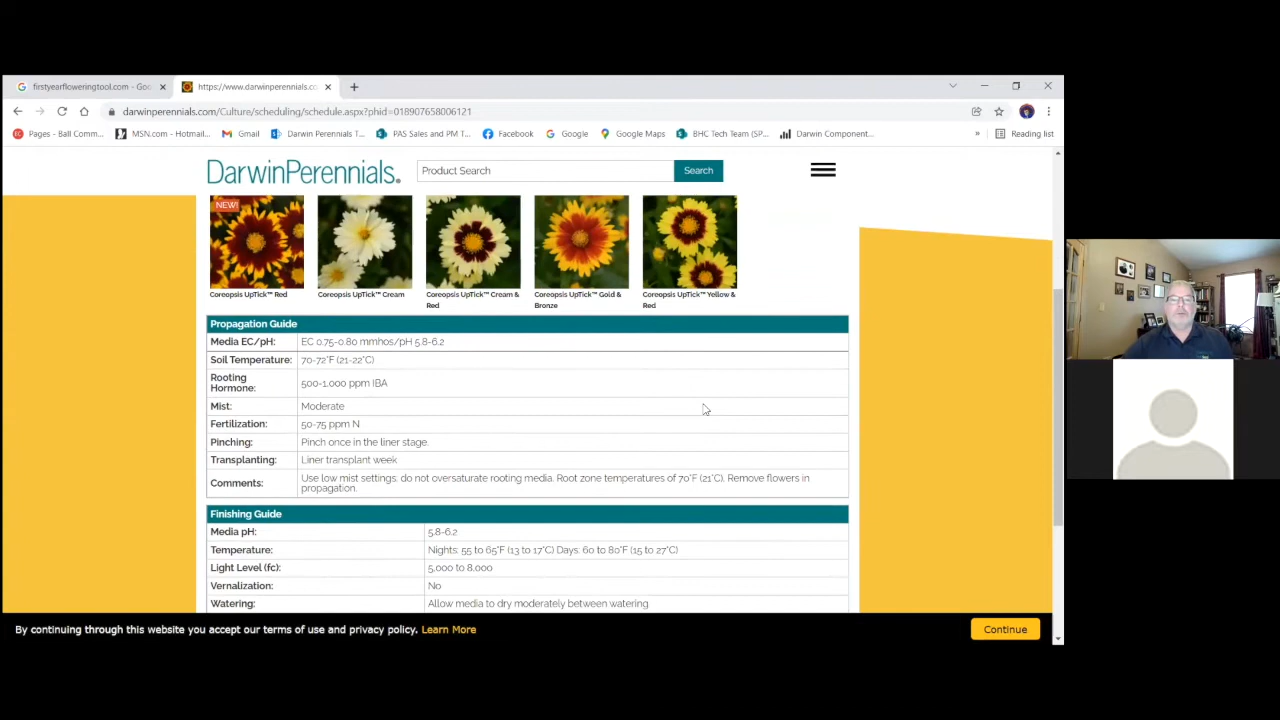 firstyearfloweringtool.com - Goo
https://www.darwinperennials.co
darwinperennials.com/Culture/scheduling/schedule.aspx?phid=018907658006121
Pages - Ball Comm...
MSN.com - Hotmail...
Gmail
Darwin Perennials T...
PAS Sales and PM T...
Facebook
Google
Google Maps
BHC Tech Team (SP...
Darwin Component...
»
Reading list
DarwinPerennials.
Product Search
Search
NEW!
Coreopsis UpTick™ Red
Coreopsis UpTick™ Cream
Coreopsis UpTick™ Cream &
Red
Coreopsis UpTick™ Gold &
Bronze
Coreopsis UpTick™ Yellow &
Red
Propagation Guide
Media EC/pH: EC 0.75-0.80 mmhos/pH 5.8-6.2
Soil Temperature: 70-72°F (21-22°C)
Rooting
Hormone: 500-1,000 ppm IBA
Mist: Moderate
Fertilization: 50-75 ppm N
Pinching: Pinch once in the liner stage.
Transplanting: Liner transplant week
Comments: Use low mist settings, do not oversaturate rooting media. Root zone temperatures of 70°F (21°C). Remove flowers in
propagation.
Finishing Guide
Media pH: 5.8-6.2
Temperature: Nights: 55 to 65°F (13 to 17°C) Days: 60 to 80°F (15 to 27°C)
Light Level (fc): 5,000 to 8,000
Vernalization: No
Watering: Allow media to dry moderately between watering
By continuing through this website you accept our terms of use and privacy policy. Learn More
Continue